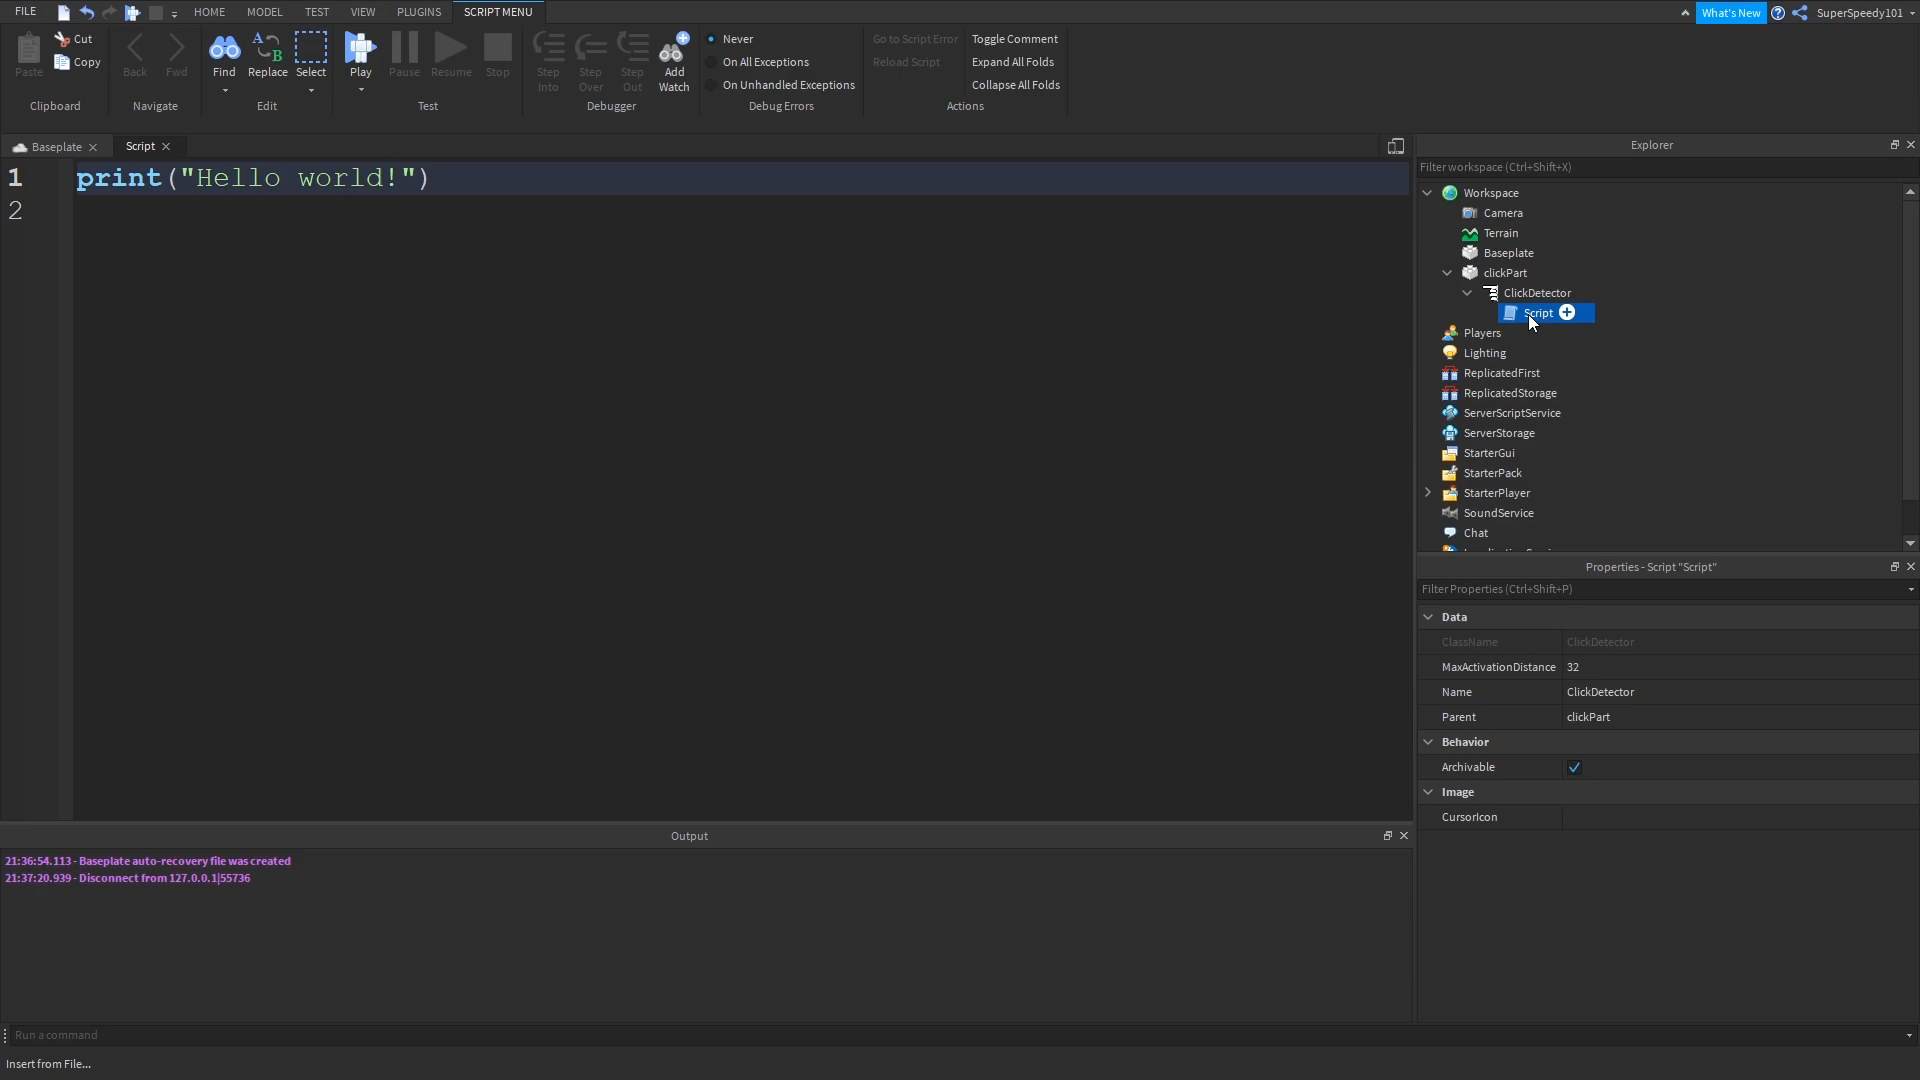 FILE HOME MODEL TEST VIEW PLUGINS SCRIPT MENU What's New SuperSpeedy101
Paste Cut Copy Back Fwd Find Replace Select Play Pause Resume Stop Step Into Step Over Step Out Add Watch
Never
On All Exceptions
On Unhandled Exceptions
Go to Script Error
Reload Script
Toggle Comment
Expand All Folds
Collapse All Folds
Clipboard Navigate Edit Test Debugger Debug Errors Actions
Baseplate Script
1 print("Hello world!")
2
Explorer
Filter workspace (Ctrl+Shift+X)
Workspace
Camera
Terrain
Baseplate
clickPart
ClickDetector
Script
Players
Lighting
ReplicatedFirst
ReplicatedStorage
ServerScriptService
ServerStorage
StarterGui
StarterPack
StarterPlayer
SoundService
Chat
Properties - Script "Script"
Filter Properties (Ctrl+Shift+P)
Data
ClassName ClickDetector
MaxActivationDistance 32
Name ClickDetector
Parent clickPart
Behavior
Archivable
Image
CursorIcon
Output
21:36:54.113 - Baseplate auto-recovery file was created
21:37:20.939 - Disconnect from 127.0.0.1|55736
Run a command
Insert from File...